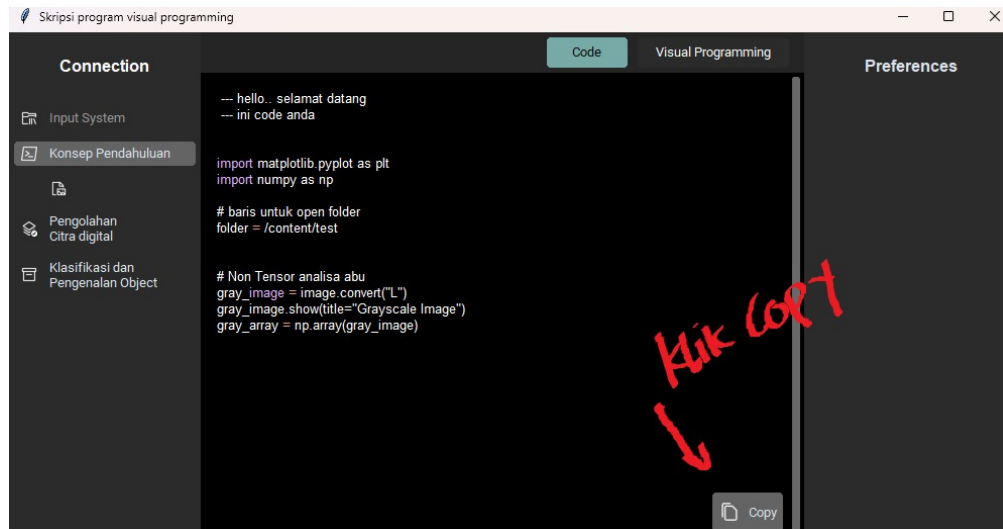 Skripsi program visual programming
Connection
Input System
Konsep Pendahuluan
Pengolahan
Citra digital
Klasifikasi dan
Pengenalan Object
Code
Visual Programming
--- hello.. selamat datang
--- ini code anda
import matplotlib.pyplot as plt
import numpy as np
# baris untuk open folder
folder = /content/test
# Non Tensor analisa abu
gray_image = image.convert("L")
gray_image.show(title="Grayscale Image")
gray_array = np.array(gray_image)
klik COPY
Copy
Preferences